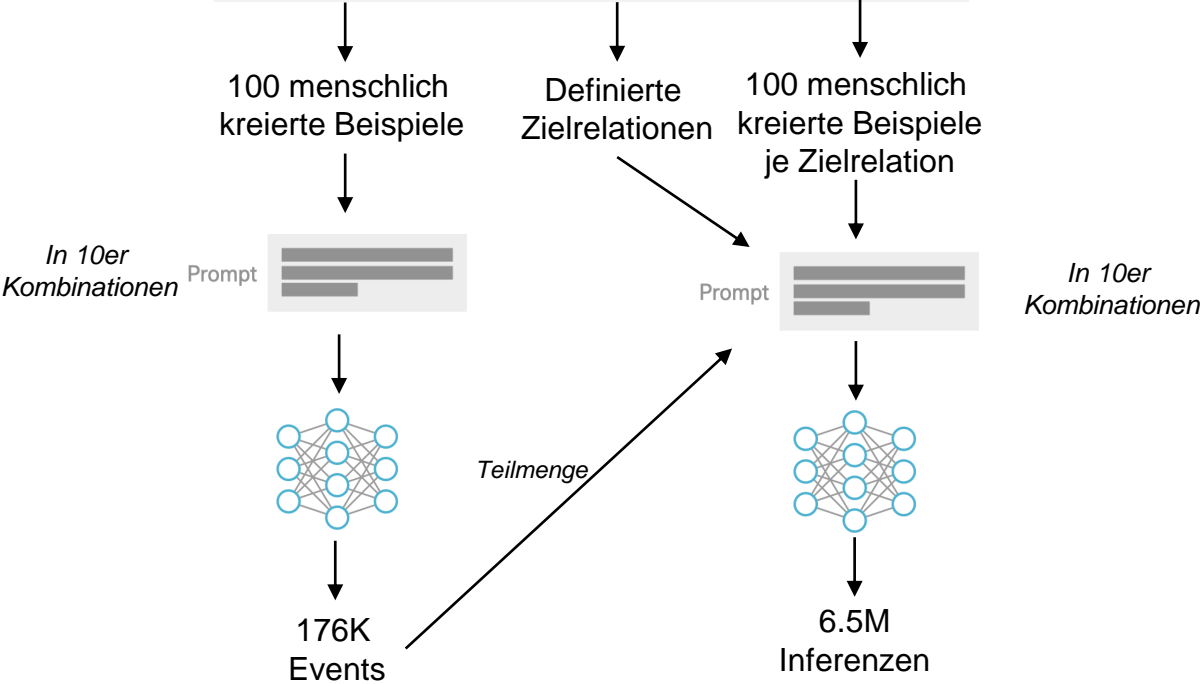 100 menschlich
kreierte Beispiele
Definierte
Zielrelationen
100 menschlich
kreierte Beispiele
je Zielrelation
In 10er
Kombinationen
Prompt
Prompt
In 10er
Kombinationen
Teilmenge
176K
Events
6.5M
Inferenzen